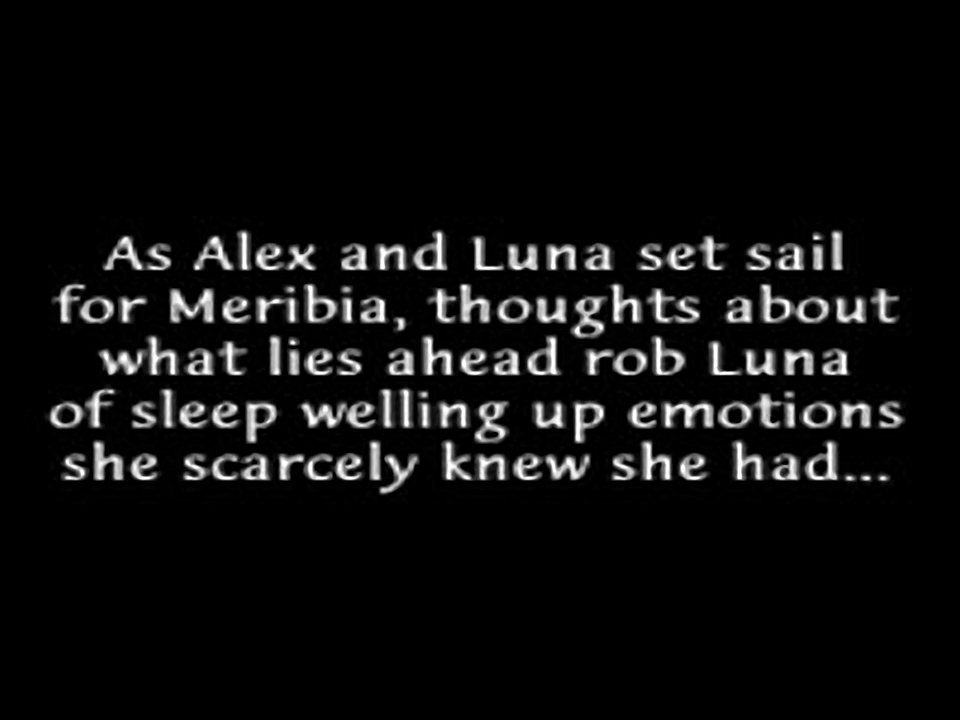 As Alex and Luna set sail
for Meribia, thoughts about
what lies ahead rob Luna
of sleep welling up emotions
she scarcely knew she had...